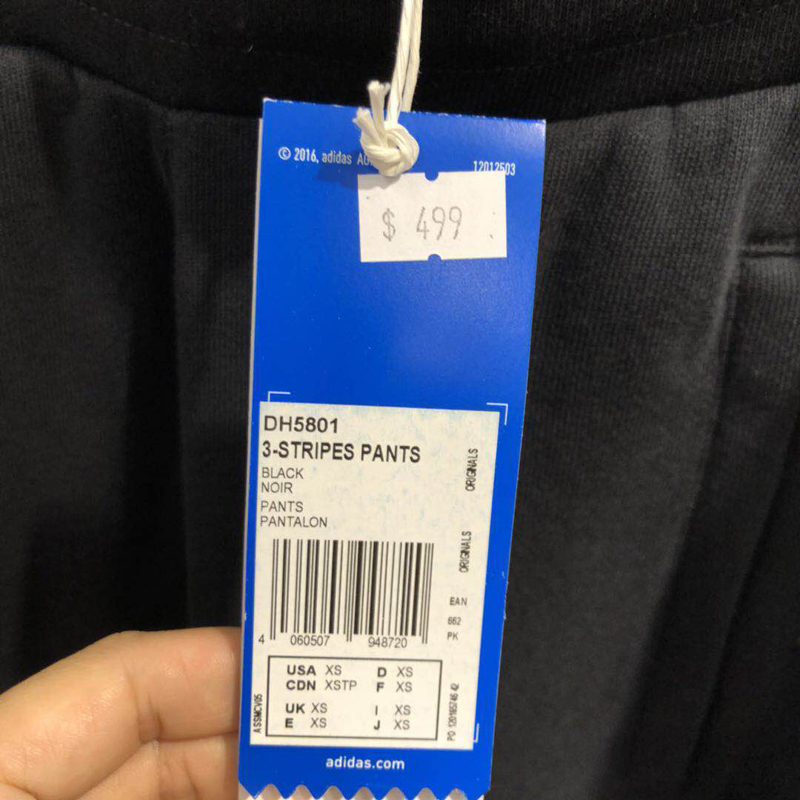 © 2016, adidas
12012503
$ 499
DH5801
3-STRIPES PANTS
BLACK
NOIR
PANTS
PANTALON
ORIGINALS
ORIGINALS
EAN
662
PK
4 060507 948720
USA XS D XS
CDN XSTP F XS
UK XS I XS
E XS J XS
ASSMCV05
adidas.com